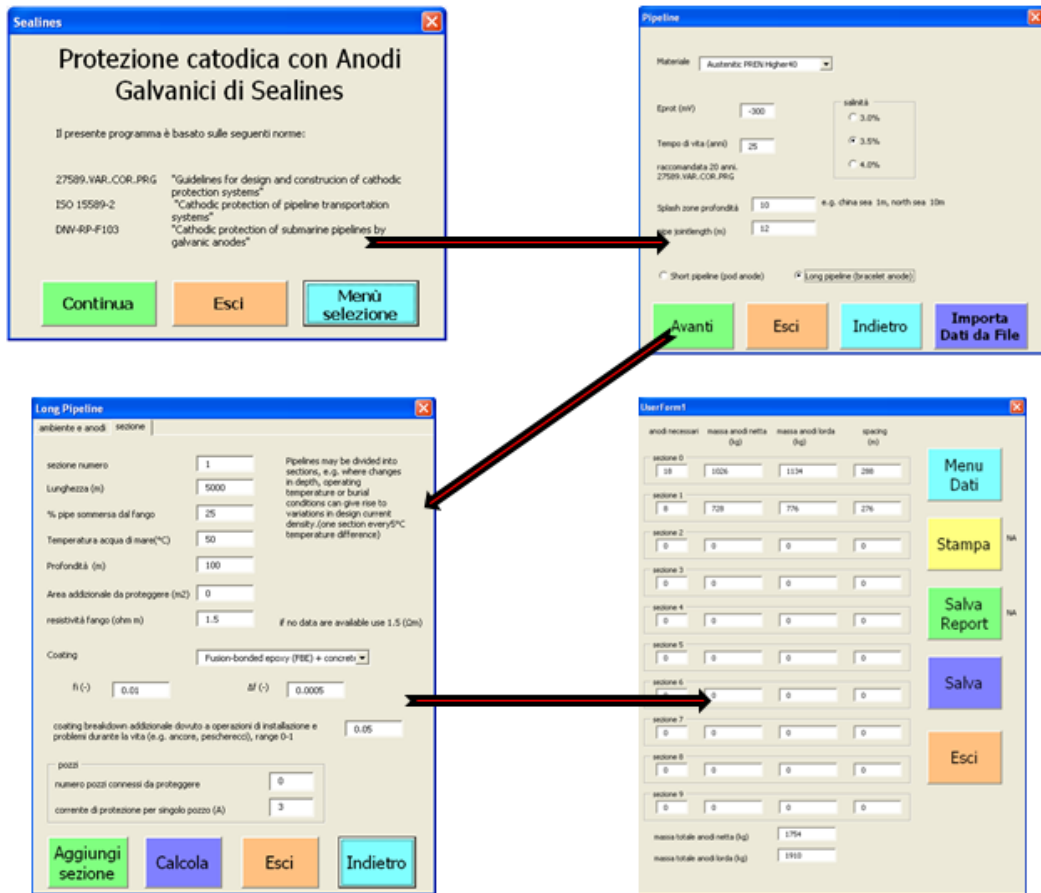 Sealines
Protezione catodica con Anodi
Galvanici di Sealines
Il presente programma è basato sulle seguenti norme:
27589.VAR.COR.PRG "Guidelines for design and construcion of cathodic
protection systems"
ISO 15589-2 "Cathodic protection of pipeline transportation
systems"
DNV-RP-F103 "Cathodic protection of submarine pipelines by
galvanic anodes"
Continua
Esci
Menù
selezione
Pipeline
Materiale Austenitic PREN Higher40
Eprot (mV) -300
salinità
3.0%
3.5%
4.0%
Tempo di vita (anni) 25
raccomandata 20 anni.
27589.VAR.COR.PRG
Splash zone profondità 10 e.g. china sea 1m, north sea 10m
pipe jointlength (m) 12
Short pipeline (pod anode) Long pipeline (bracelet anode)
Avanti
Esci
Indietro
Importa
Dati da File
Long Pipeline
ambiente e anodi sezione
sezione numero 1
Lunghezza (m) 5000
% pipe sommersa dal fango 25
Temperatura acqua di mare(°C) 50
Profondità (m) 100
Area addizionale da proteggere (m2) 0
resistività fango (ohm m) 1.5 if no data are available use 1.5 (Ωm)
Pipelines may be divided into
sections, e.g. where changes
in depth, operating
temperature or burial
conditions can give rise to
variations in design current
density.(one section every5°C
temperature difference)
Coating Fusion-bonded epoxy (FBE) + concrete
fi (-) 0.01 Δf (-) 0.0005
coating breakdown addizionale dovuto a operazioni di installazione e
problemi durante la vita (e.g. ancore, pescherecci), range 0-1 0.05
pozzi
numero pozzi connessi da proteggere 0
corrente di protezione per singolo pozzo (A) 3
Aggiungi
sezione
Calcola
Esci
Indietro
UserForm1
anodi necessari massa anodi netta massa anodi lorda spacing
(kg) (kg) (m)
sezione 0
18 1026 1134 288
sezione 1
8 728 776 276
sezione 2
0 0 0 0
sezione 3
0 0 0 0
sezione 4
0 0 0 0
sezione 5
0 0 0 0
sezione 6
0 0 0 0
sezione 7
0 0 0 0
sezione 8
0 0 0 0
sezione 9
0 0 0 0
massa totale anodi netta (kg) 1754
massa totale anodi lorda (kg) 1910
Menu
Dati
Stampa NA
Salva
Report NA
Salva
Esci